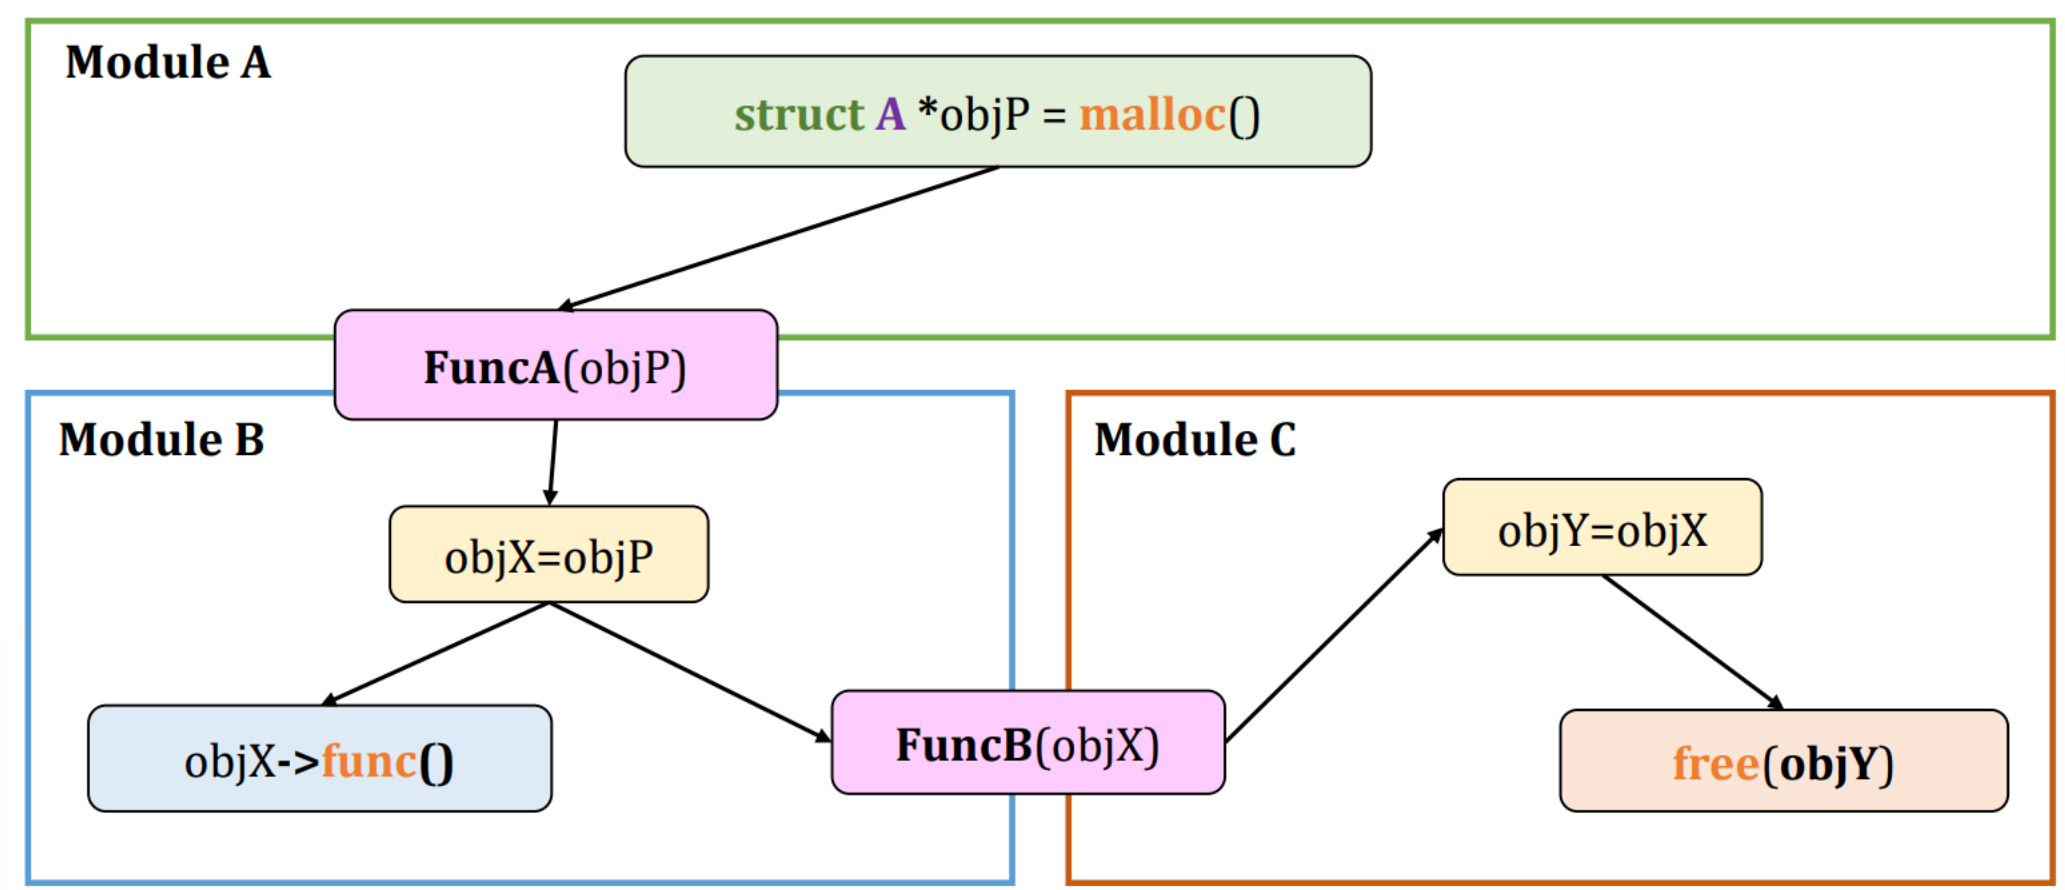 Module A
struct A *objP = malloc()
FuncA(objP)
Module B
objX=objP
objX->func()
FuncB(objX)
Module C
objY=objX
free(objY)